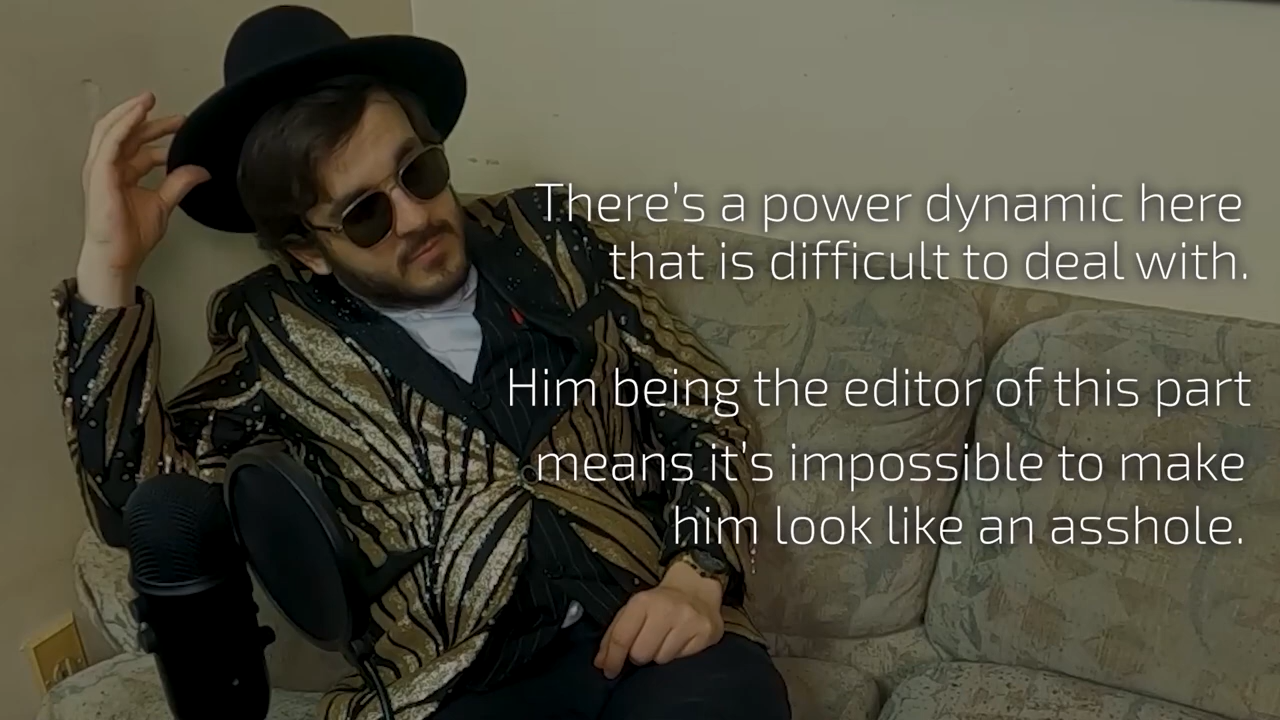 There's a power dynamic here
that is difficult to deal with.
Him being the editor of this part
means it's impossible to make
him look like an asshole.